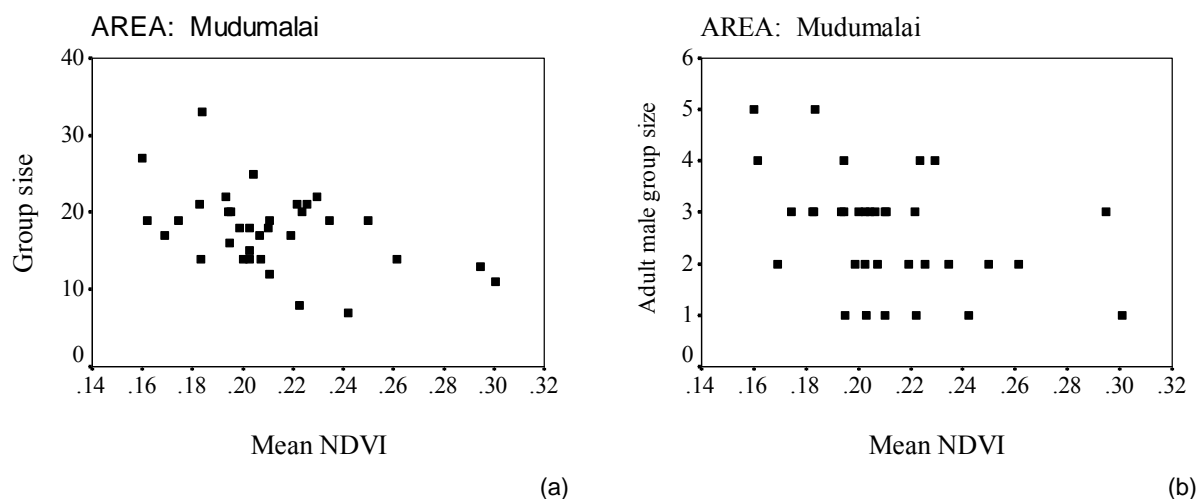 AREA: Mudumalai
Group sise
40
30
20
10
0
.14 .16 .18 .20 .22 .24 .26 .28 .30 .32
Mean NDVI
(a)
AREA: Mudumalai
Adult male group size
6
5
4
3
2
1
0
.14 .16 .18 .20 .22 .24 .26 .28 .30 .32
Mean NDVI
(b)